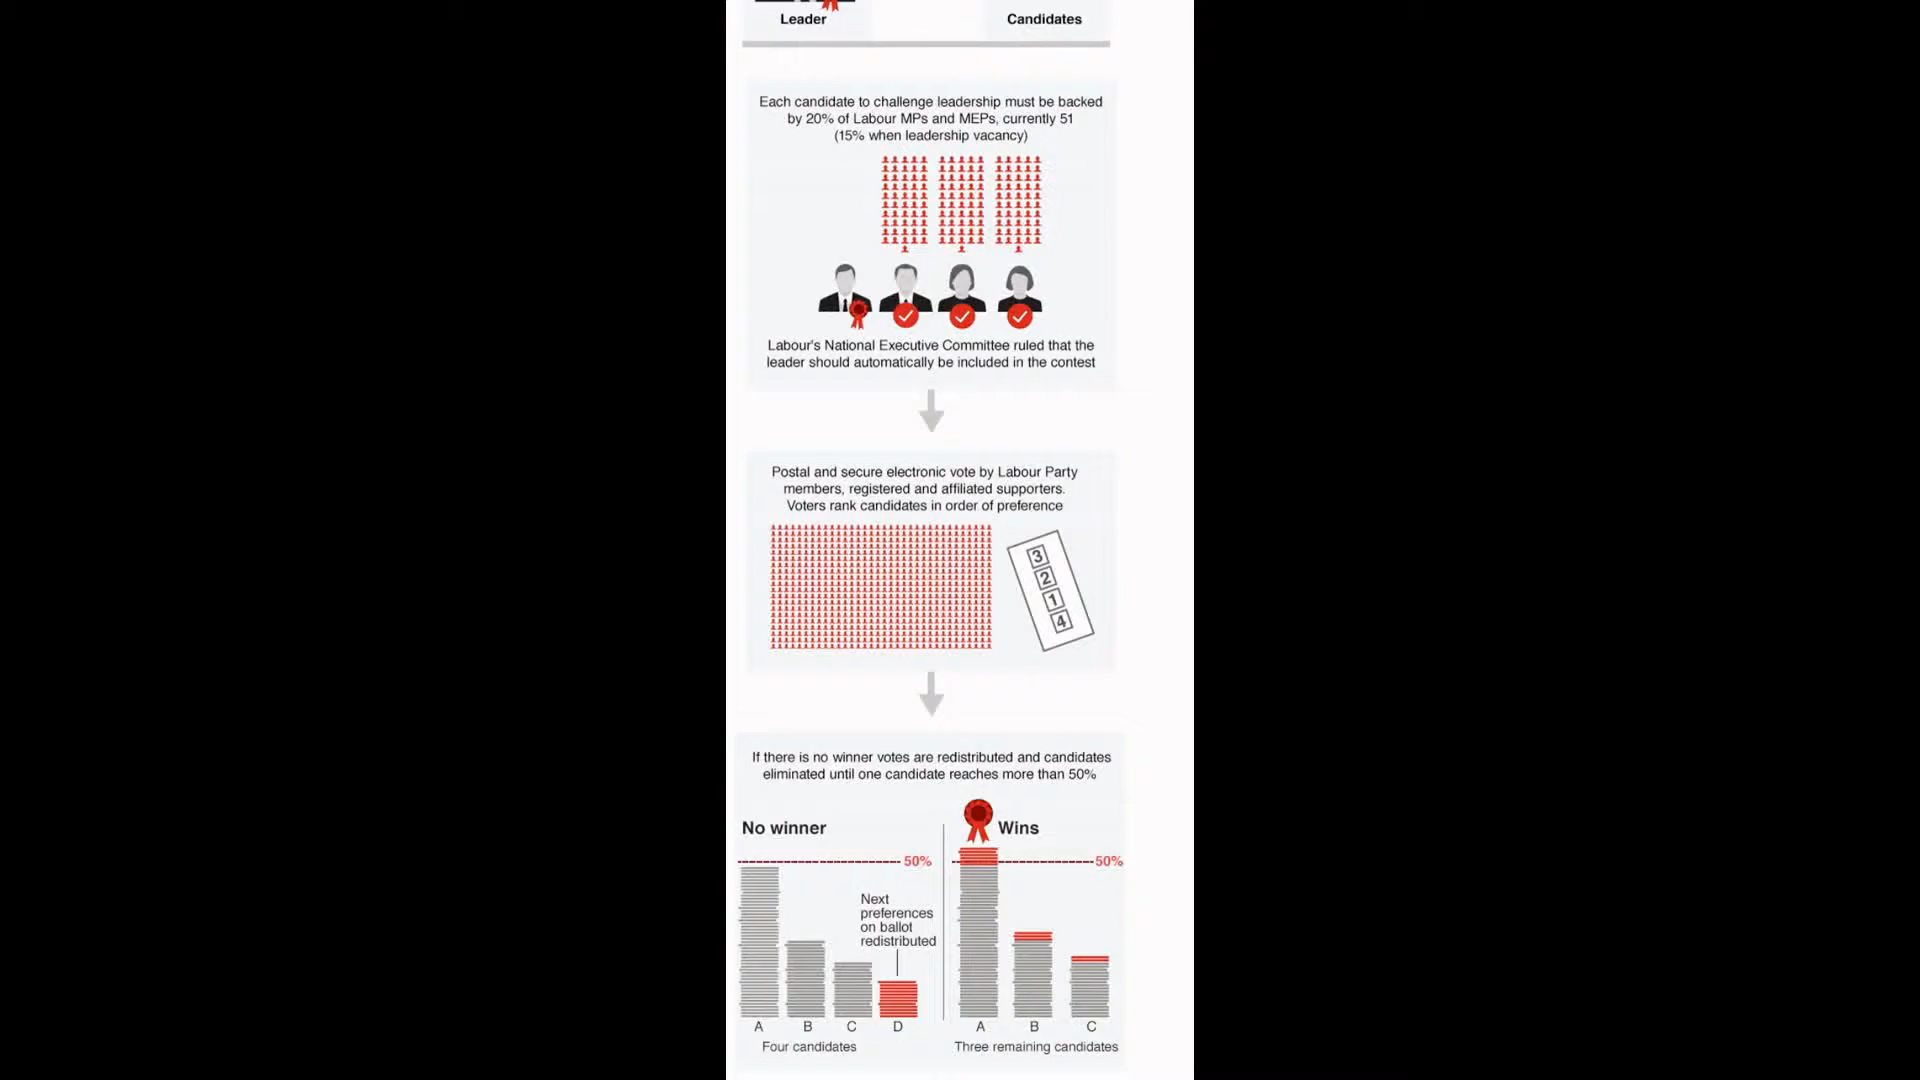 Leader
Candidates
Each candidate to challenge leadership must be backed
by 20% of Labour MPs and MEPs, currently 51
(15% when leadership vacancy)
Labour's National Executive Committee ruled that the
leader should automatically be included in the contest
Postal and secure electronic vote by Labour Party
members, registered and affiliated supporters.
Voters rank candidates in order of preference
3
2
1
4
If there is no winner votes are redistributed and candidates
eliminated until one candidate reaches more than 50%
No winner
Wins
50%
50%
Next
preferences
on ballot
redistributed
A B C D
A B C
Four candidates
Three remaining candidates